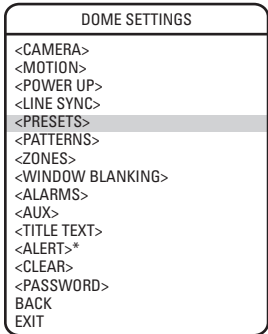 DOME SETTINGS
<CAMERA>
<MOTION>
<POWER UP>
<LINE SYNC>
<PRESETS>
<PATTERNS>
<ZONES>
<WINDOW BLANKING>
<ALARMS>
<AUX>
<TITLE TEXT>
<ALERT>*
<CLEAR>
<PASSWORD>
BACK
EXIT